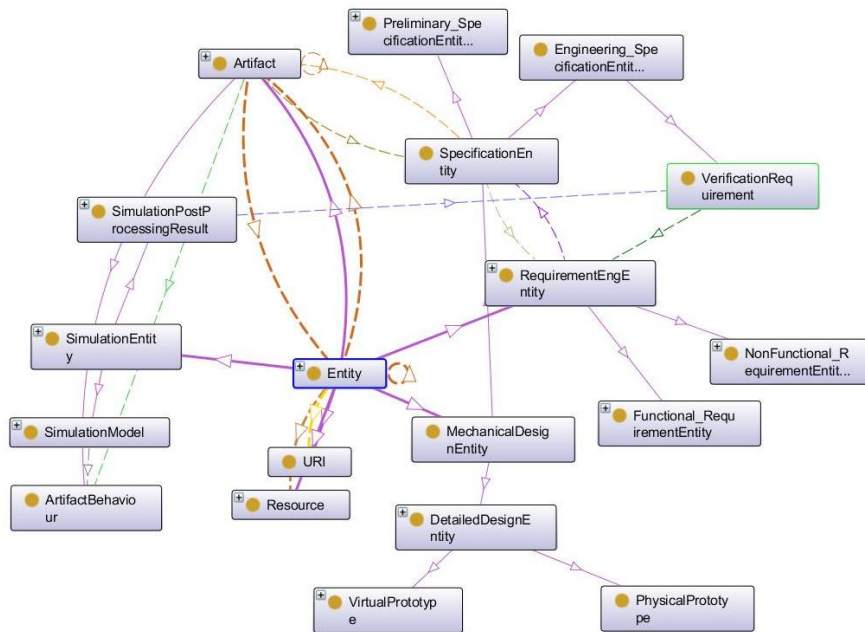 Preliminary_Spe
cificationEntit...
Engineering_Spe
cificationEntit...
Artifact
SpecificationEn
tity
VerificationReq
uirement
SimulationPostP
rocessingResult
RequirementEngE
ntity
SimulationEntit
y
NonFunctional_R
equirementEntit...
Entity
Functional_Requ
irementEntity
MechanicalDesig
nEntity
SimulationModel
URI
ArtifactBehavio
ur
Resource
DetailedDesignE
ntity
VirtualPrototyp
e
PhysicalPrototy
pe